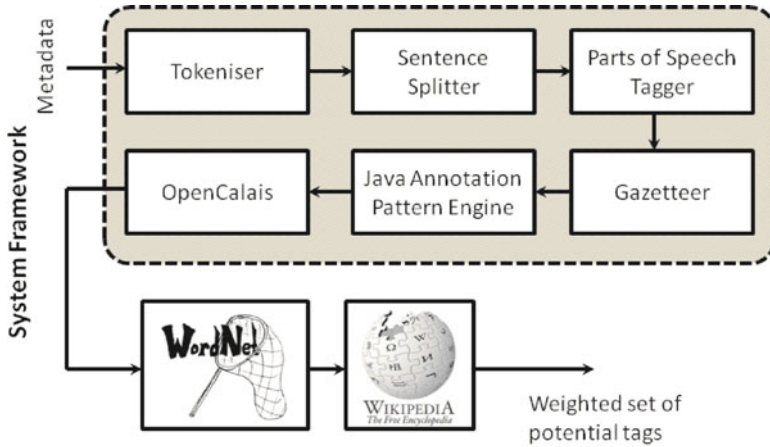 System Framework
Metadata
Tokeniser
Sentence
Splitter
Parts of Speech
Tagger
OpenCalais
Java Annotation
Pattern Engine
Gazetteer
WordNet
Ω
W
И
WIKIPEDIA
The Free Encyclopedia
Weighted set of
potential tags